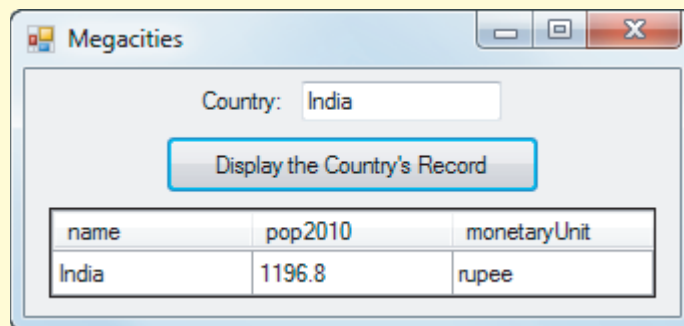 Megacities
Country: India
Display the Country's Record
name pop2010 monetaryUnit
India 1196.8 rupee